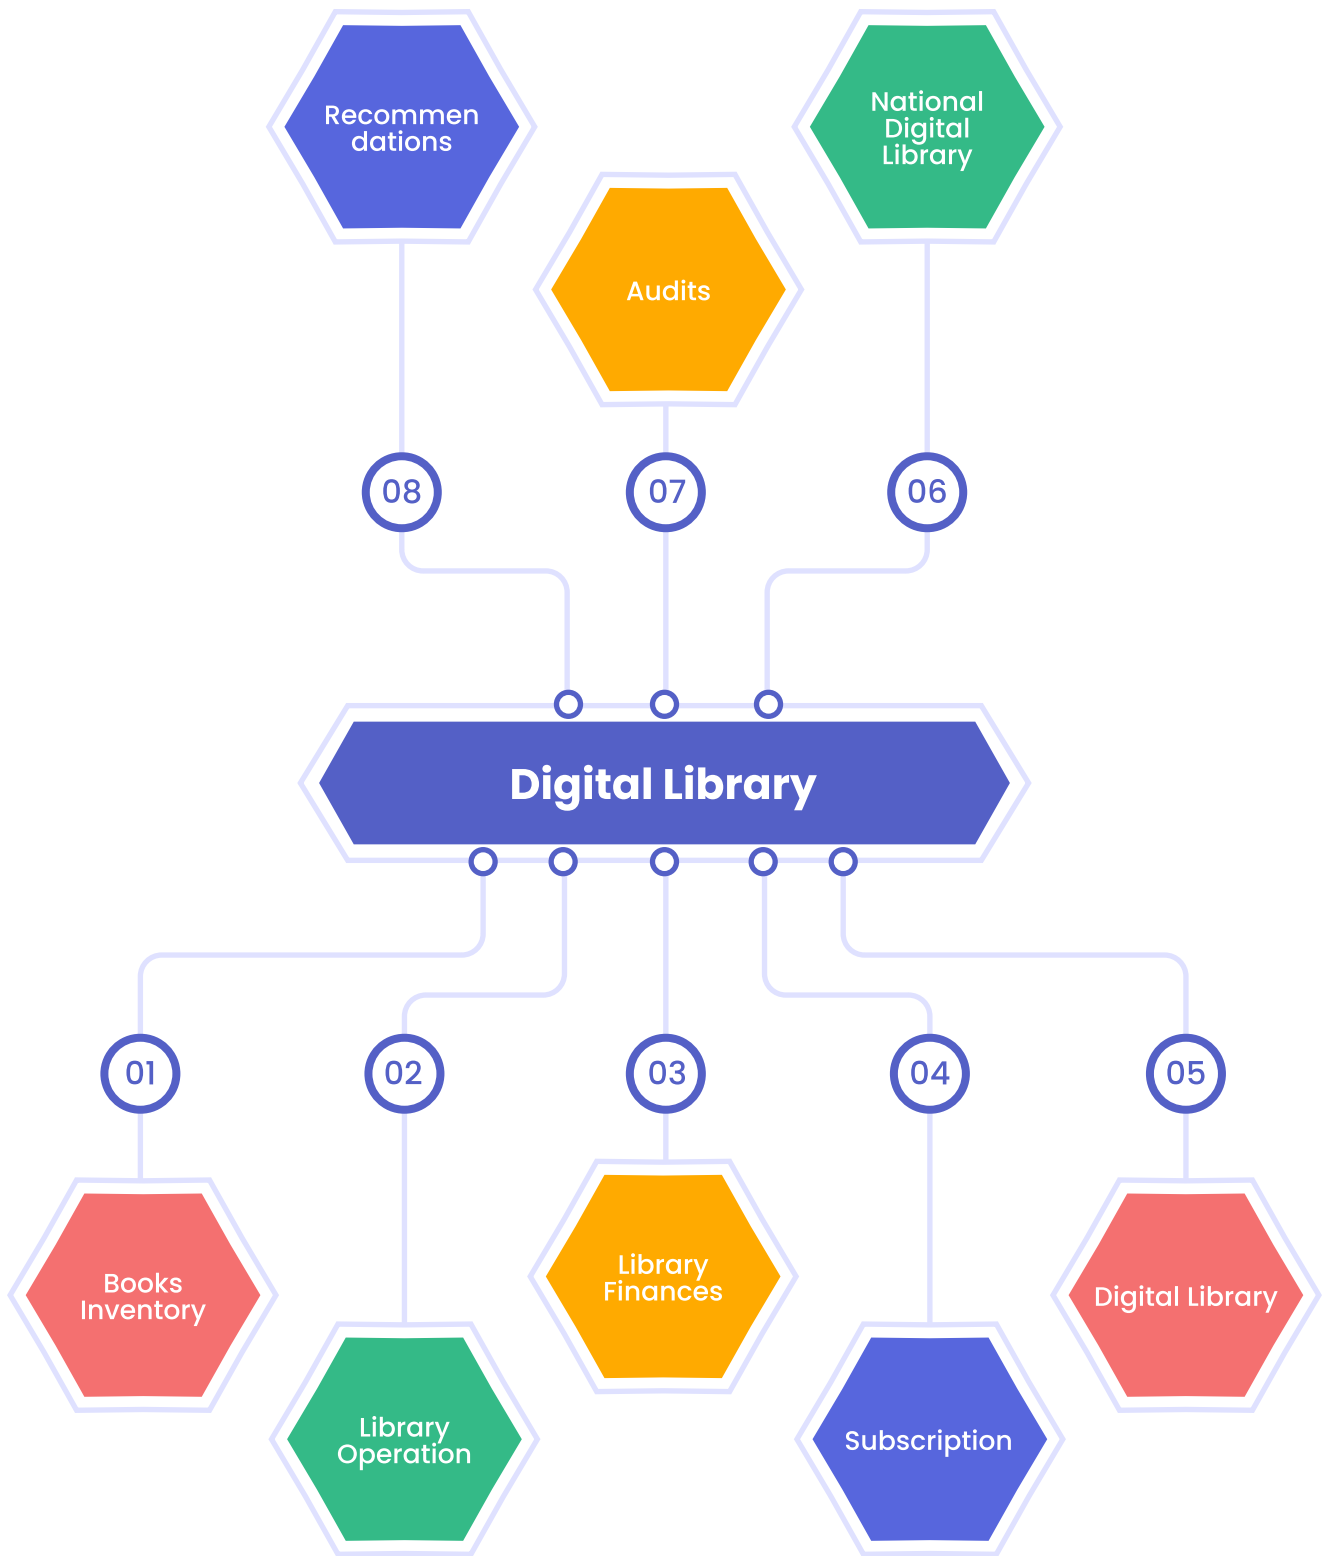 Recommen
dations
National
Digital
Library
Audits
08
07
06
Digital Library
01
02
03
04
05
Books
Inventory
Library
Operation
Library
Finances
Subscription
Digital Library